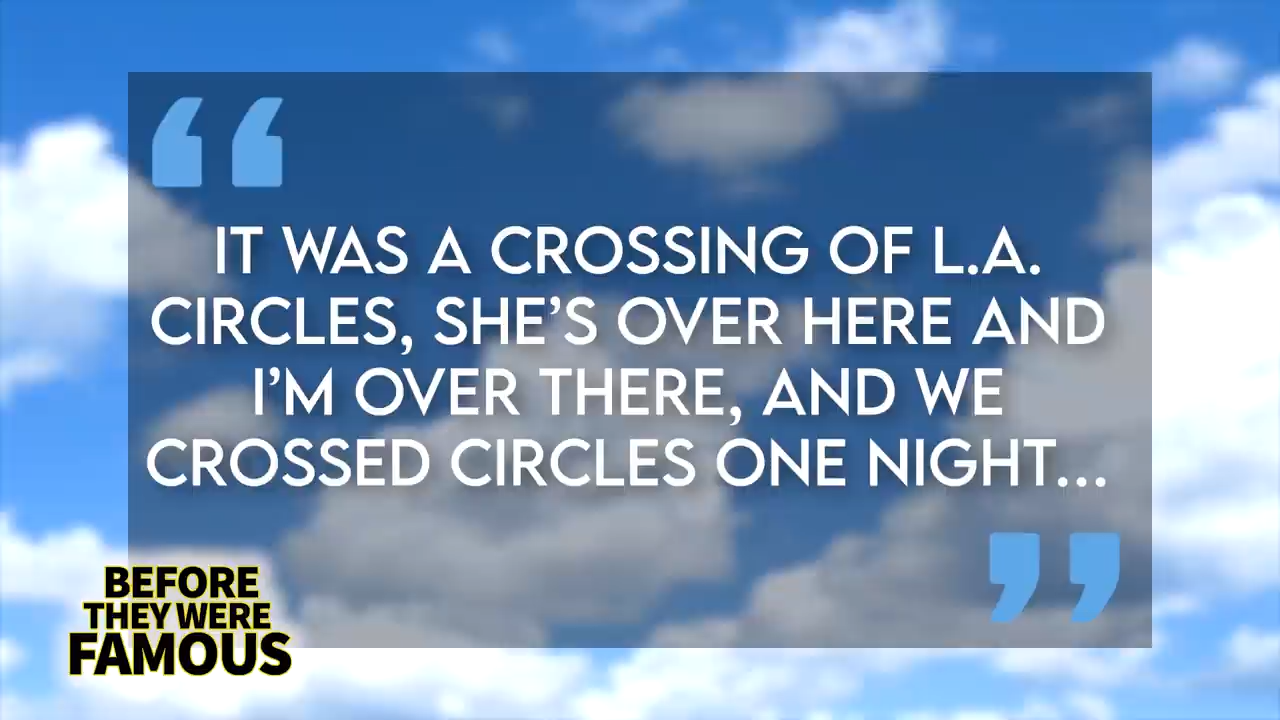 “
IT WAS A CROSSING OF L.A.
CIRCLES, SHE’S OVER HERE AND
I’M OVER THERE, AND WE
CROSSED CIRCLES ONE NIGHT...
”
BEFORE
THEY WERE
FAMOUS